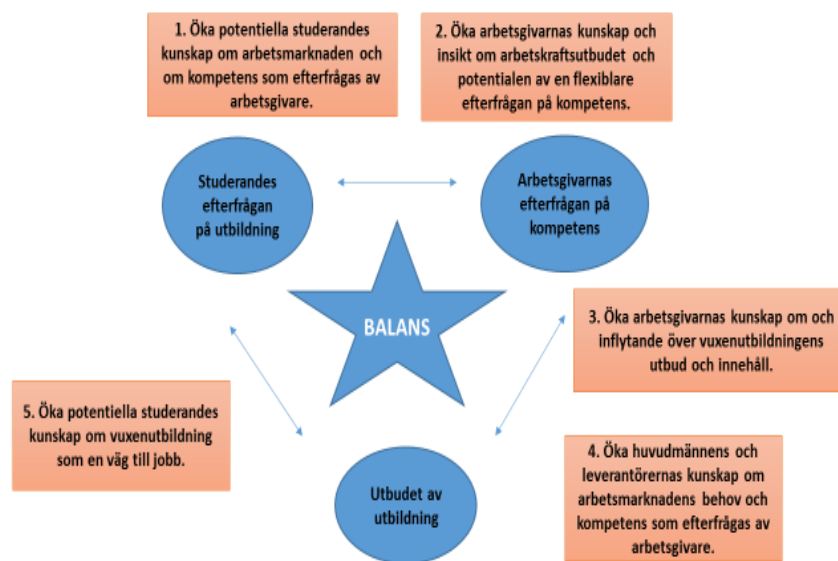 1. Öka potentiella studerandes
kunskap om arbetsmarknaden och
om kompetens som efterfrågas av
arbetsgivare.
2. Öka arbetsgivarnas kunskap och
insikt om arbetskraftsutbudet och
potentialen av en flexiblare
efterfrågan på kompetens.
Studerandes
efterfrågan
på utbildning
Arbetsgivarnas
efterfrågan på
kompetens
BALANS
3. Öka arbetsgivarnas kunskap om och
inflytande över vuxenutbildningens
utbud och innehåll.
5. Öka potentiella studerandes
kunskap om vuxenutbildning
som en väg till jobb.
Utbudet av
utbildning
4. Öka huvudmännens och
leverantörernas kunskap om
arbetsmarknadens behov och
kompetens som efterfrågas av
arbetsgivare.